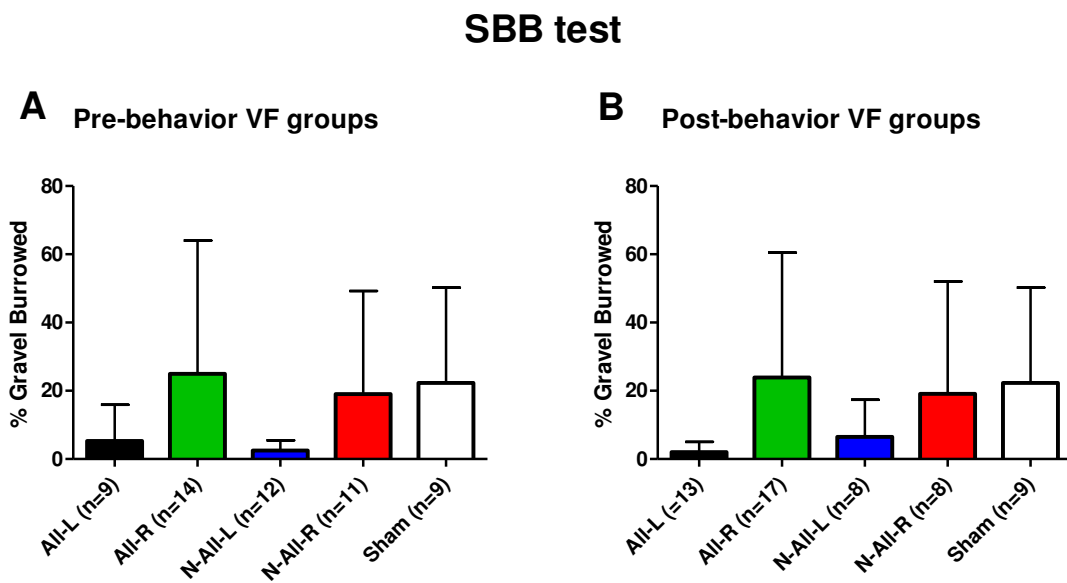 SBB test
A Pre-behavior VF groups
% Gravel Burrowed
80
60
40
20
0
All-L (n=9)
All-R (n=14)
N-All-L (n=12)
N-All-R (n=11)
Sham (n=9)
B Post-behavior VF groups
% Gravel Burrowed
80
60
40
20
0
All-L (=13)
All-R (n=17)
N-All-L (n=8)
N-All-R (n=8)
Sham (n=9)